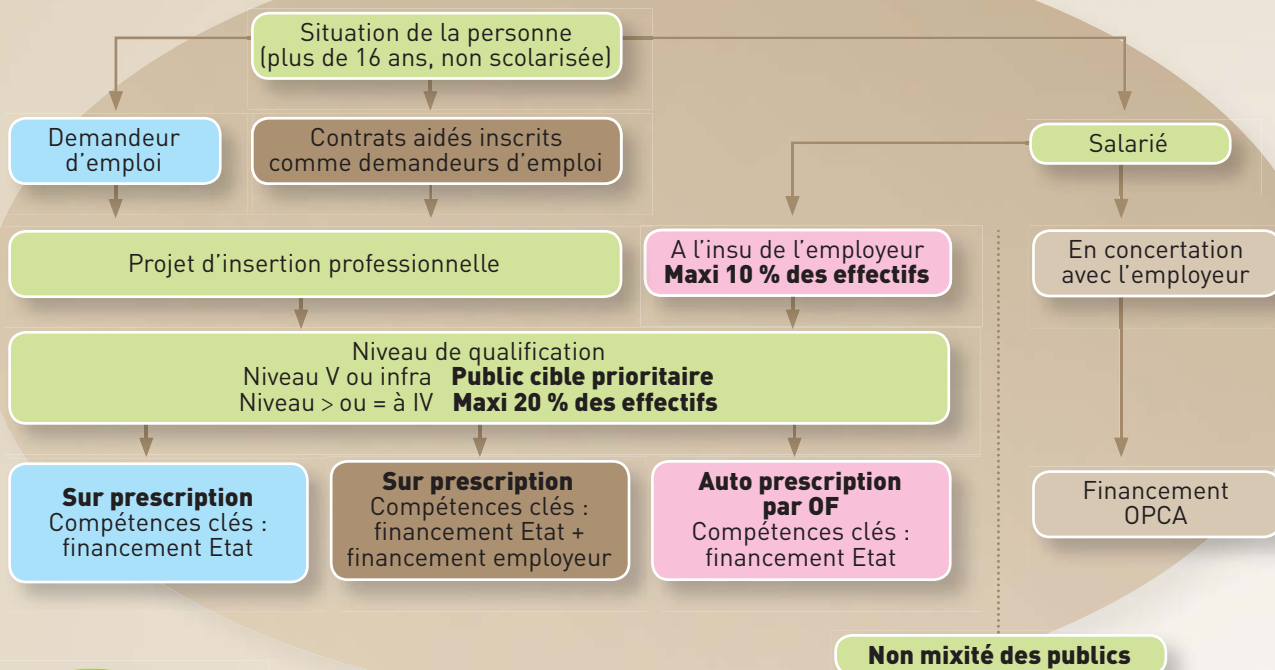 Situation de la personne
(plus de 16 ans, non scolarisée)
Demandeur
d'emploi
Contrats aidés inscrits
comme demandeurs d'emploi
Salarié
Projet d'insertion professionnelle
A l'insu de l'employeur
Maxi 10 % des effectifs
En concertation
avec l'employeur
Niveau de qualification
Niveau V ou infra Public cible prioritaire
Niveau > ou = à IV Maxi 20 % des effectifs
Sur prescription
Compétences clés :
financement Etat
Sur prescription
Compétences clés :
financement Etat +
financement employeur
Auto prescription
par OF
Compétences clés :
financement Etat
Financement
OPCA
Non mixité des publics